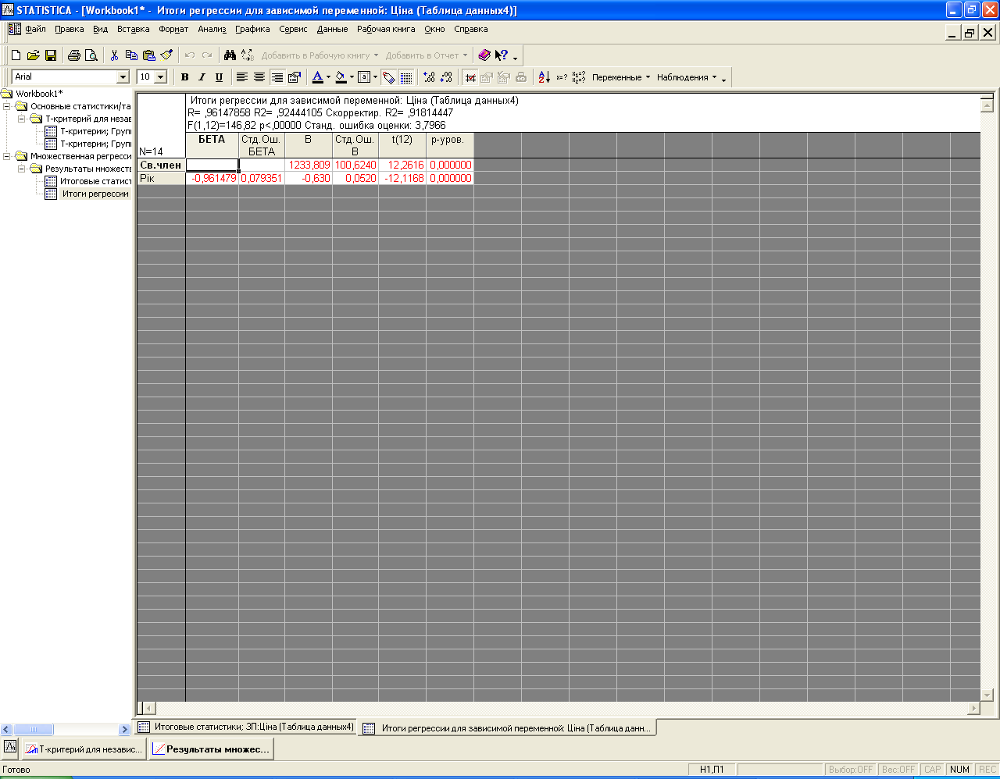 STATISTICA - [Workbook1* - Итоги регрессии для зависимой переменной: Ціна (Таблица данных4)]
Файл Правка Вид Вставка Формат Анализ Графика Сервис Данные Рабочая книга Окно Справка
Добавить в Рабочую книгу Добавить в Отчет
Arial 10 B I U Переменные Наблюдения
Workbook1*
Основные статистики/та
Т-критерий для незав
Т-критерии; Групп
Т-критерии; Групп
Множественная регресси
Результаты множеств
Итоговые статист
Итоги регрессии
Итоги регрессии для зависимой переменной: Ціна (Таблица данных4)
R= ,96147858 R2= ,92444105 Скорректир. R2= ,91814447
F(1,12)=146,82 p<,00000 Станд. ошибка оценки: 3,7966
N=14 БЕТА Стд.Ош. БЕТА B Стд.Ош. B t(12) p-уров.
Св.член 1233,809 100,6240 12,2616 0,000000
Рік -0,961479 0,079351 -0,630 0,0520 -12,1168 0,000000
Итоговые статистики; ЗП:Ціна (Таблица данных4) Итоги регрессии для зависимой переменной: Ціна (Таблица данн...
Т-критерий для независ... Результаты множес...
Готово Н1,П1 Выбор:OFF Вес:OFF CAP NUM REC